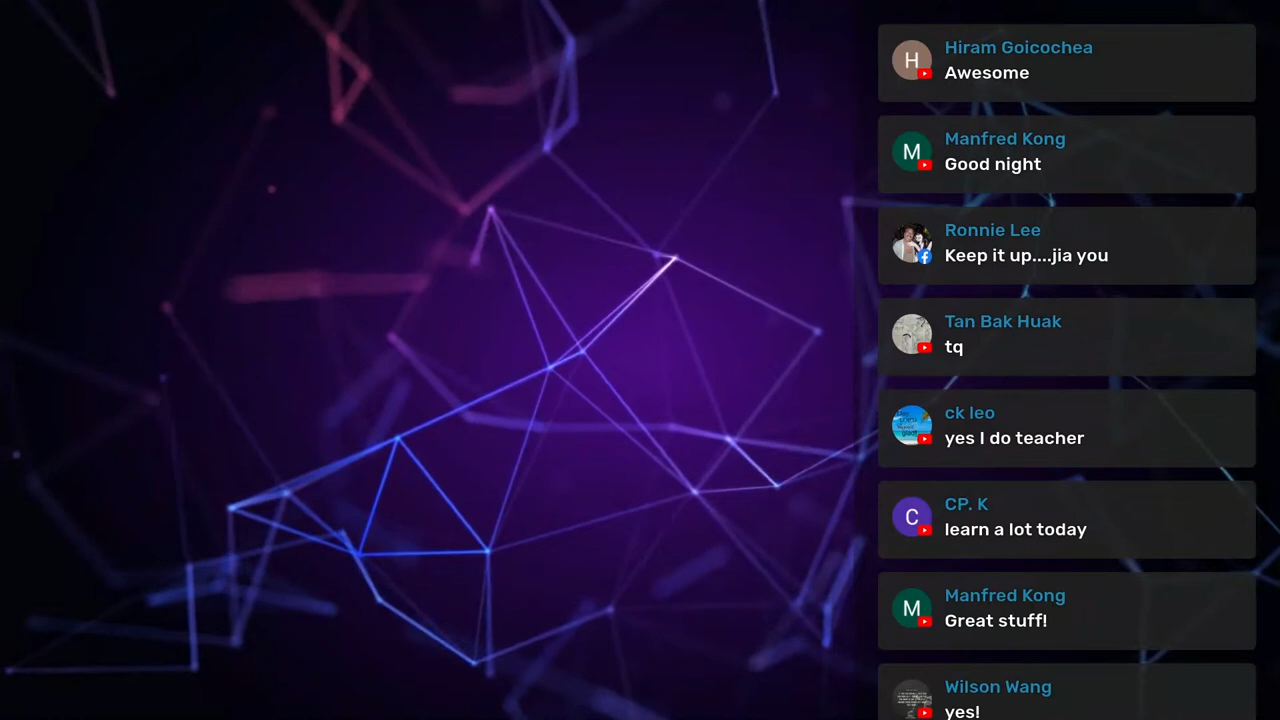 Hiram Goicochea
Awesome
Manfred Kong
Good night
Ronnie Lee
Keep it up....jia you
Tan Bak Huak
tq
ck leo
yes I do teacher
CP. K
learn a lot today
Manfred Kong
Great stuff!
Wilson Wang
yes!